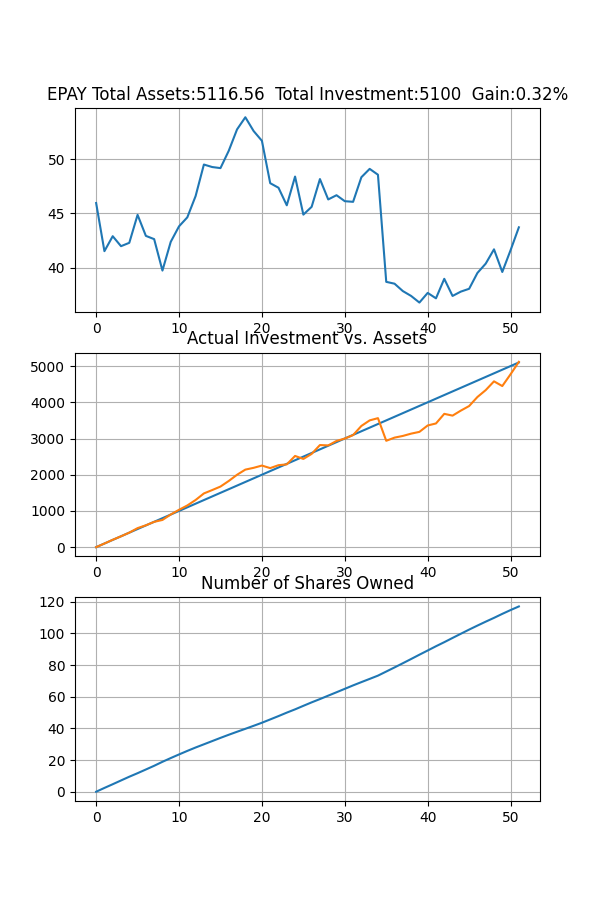 EPAY Total Assets:5116.56  Total Investment:5100  Gain:0.32%
50
45
40
0 10 20 30 40 50
Actual Investment vs. Assets
5000
4000
3000
2000
1000
0
0 10 20 30 40 50
Number of Shares Owned
120
100
80
60
40
20
0
0 10 20 30 40 50